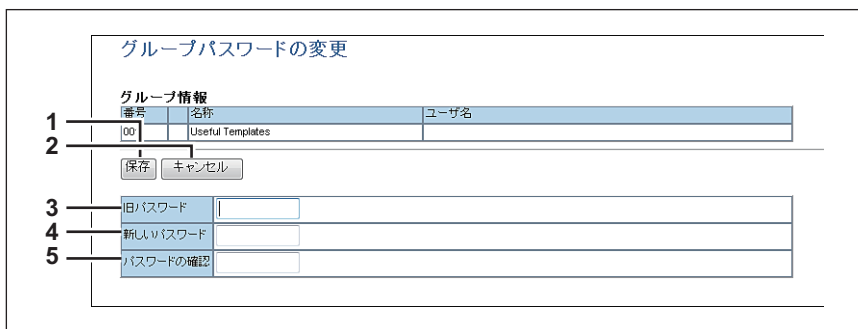 グループパスワードの変更
グループ情報
番号 名称 ユーザ名
1
00 Useful Templates
2
保存 キャンセル
3 旧パスワード
4 新しいパスワード
5 パスワードの確認